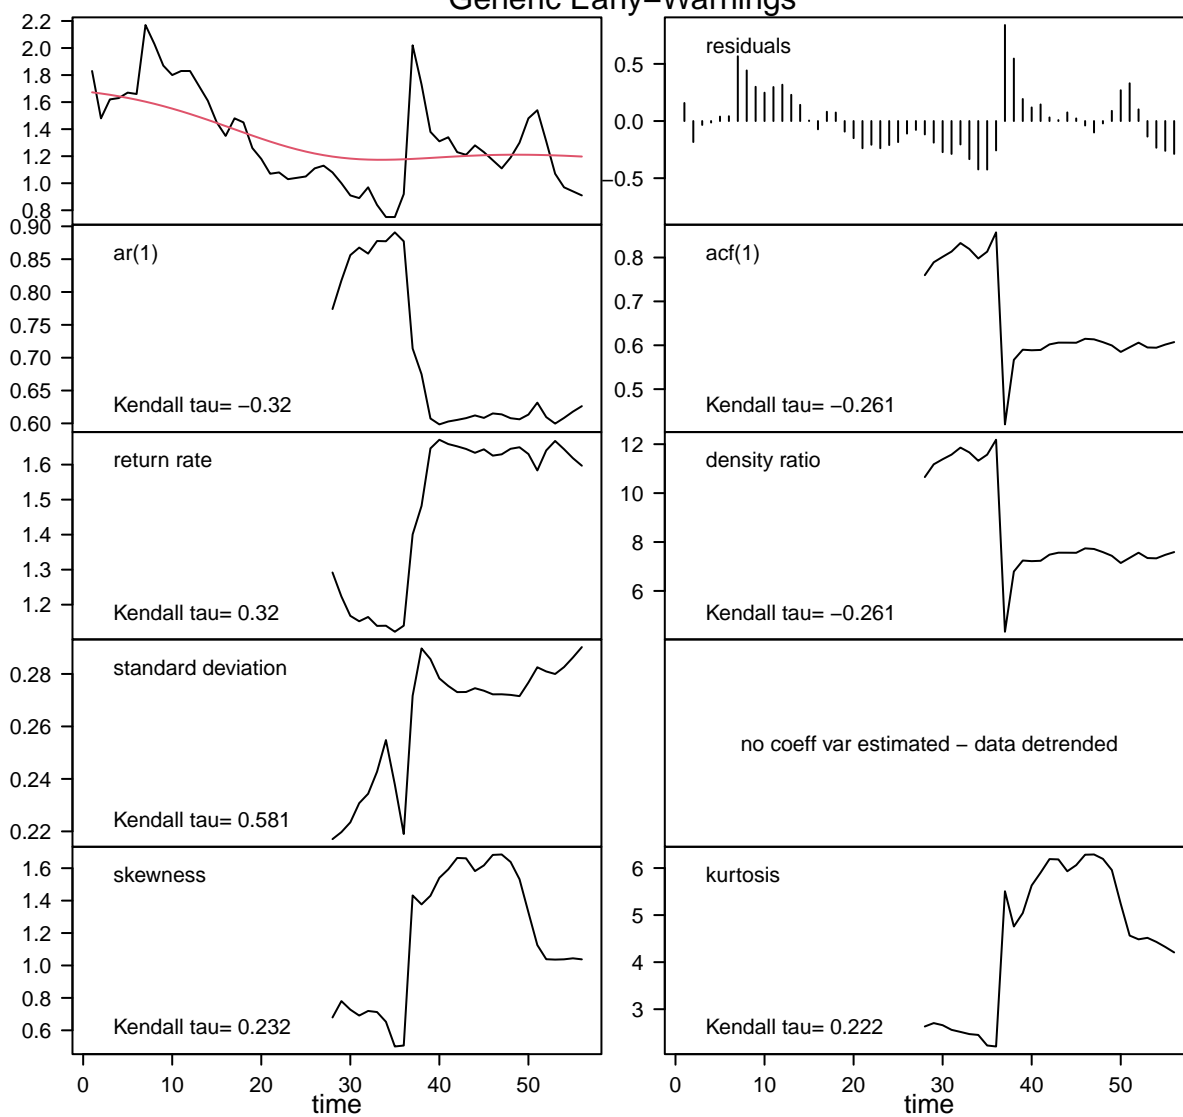 Generic Early−Warnings
2.2
2.0
1.8
1.6
1.4
1.2
1.0
0.8
residuals
0.5
0.0
−0.5
ar(1)
0.90
0.85
0.80
0.75
0.70
0.65
0.60
Kendall tau= −0.32
acf(1)
0.8
0.7
0.6
0.5
Kendall tau= −0.261
return rate
1.6
1.5
1.4
1.3
1.2
Kendall tau= 0.32
density ratio
12
10
8
6
Kendall tau= −0.261
standard deviation
0.28
0.26
0.24
0.22
Kendall tau= 0.581
no coeff var estimated − data detrended
skewness
1.6
1.4
1.2
1.0
0.8
0.6
Kendall tau= 0.232
0 10 20 30 40 50
time
kurtosis
6
5
4
3
Kendall tau= 0.222
0 10 20 30 40 50
time